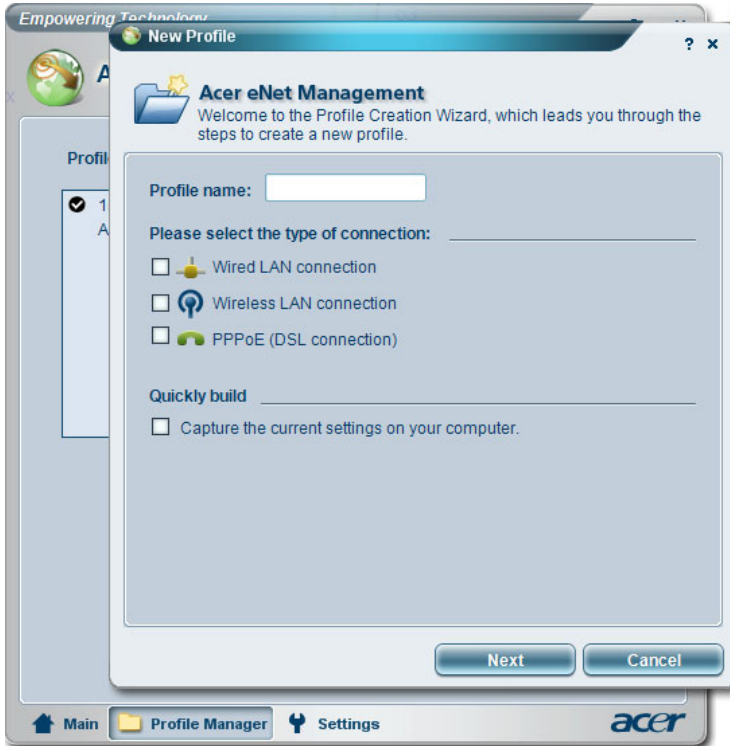 Empowering Technology
New Profile
? x
A
Acer eNet Management
Welcome to the Profile Creation Wizard, which leads you through the
steps to create a new profile.
Profil
1
A
Profile name:
Please select the type of connection:
Wired LAN connection
Wireless LAN connection
PPPoE (DSL connection)
Quickly build
Capture the current settings on your computer.
Next
Cancel
Main
Profile Manager
Settings
acer